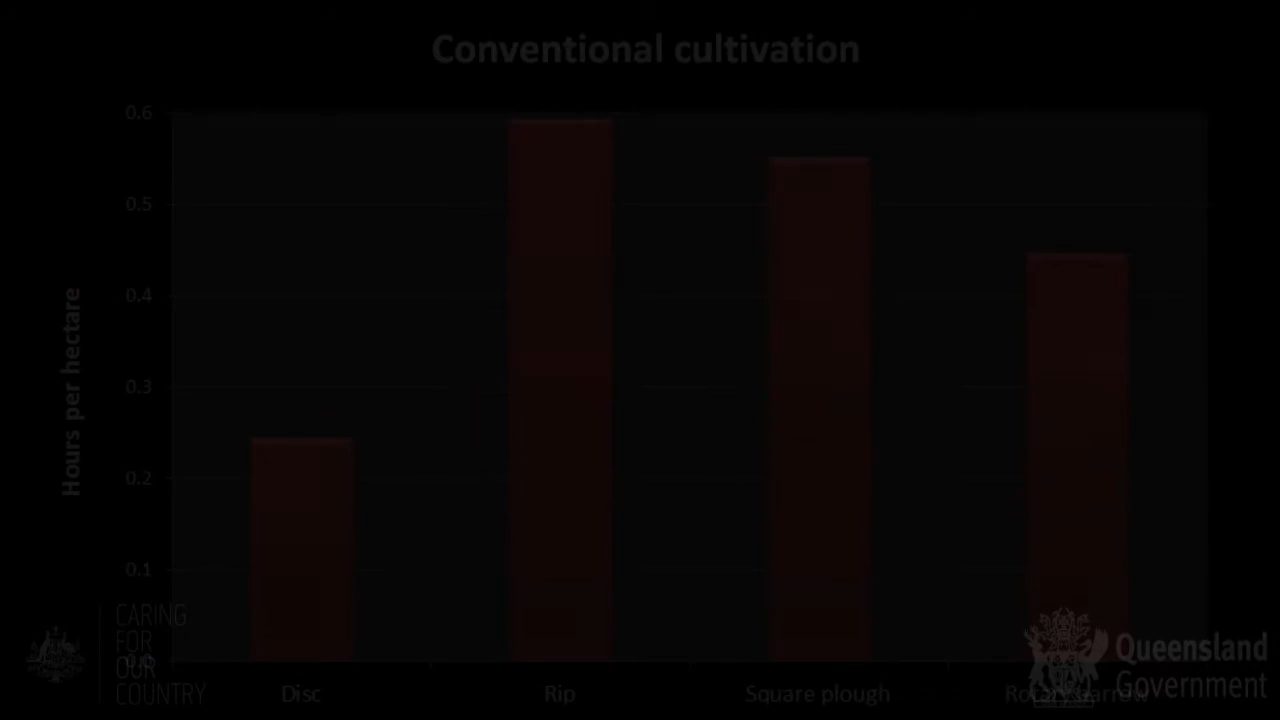 Conventional cultivation
0.6
0.5
0.4
0.3
0.2
0.1
Hours per hectare
Disc
Rip
Square plough
CARING
FOR
OUR
COUNTRY
Queensland
Government